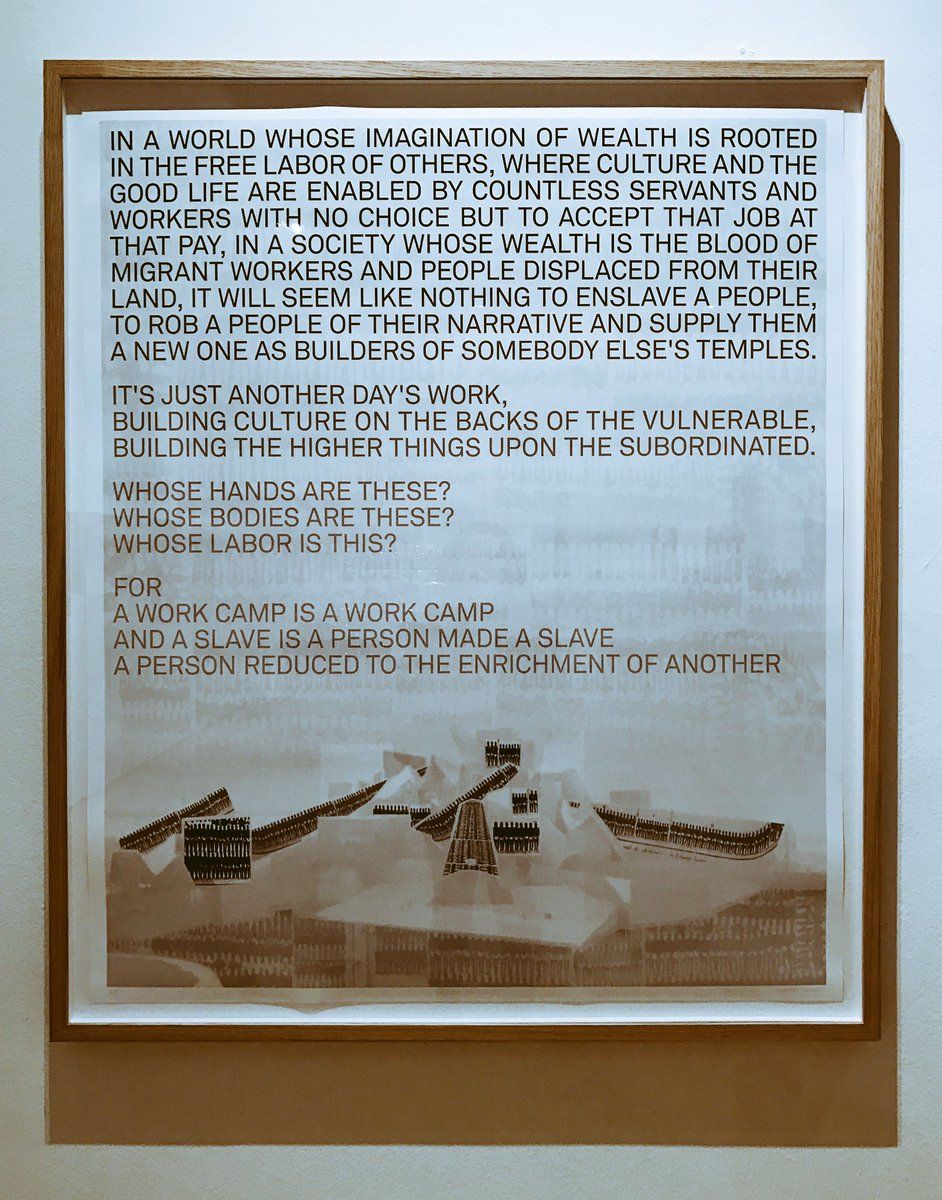 IN A WORLD WHOSE IMAGINATION OF WEALTH IS ROOTED
IN THE FREE LABOR OF OTHERS, WHERE CULTURE AND THE
GOOD LIFE ARE ENABLED BY COUNTLESS SERVANTS AND
WORKERS WITH NO CHOICE BUT TO ACCEPT THAT JOB AT
THAT PAY, IN A SOCIETY WHOSE WEALTH IS THE BLOOD OF
MIGRANT WORKERS AND PEOPLE DISPLACED FROM THEIR
LAND, IT WILL SEEM LIKE NOTHING TO ENSLAVE A PEOPLE,
TO ROB A PEOPLE OF THEIR NARRATIVE AND SUPPLY THEM
A NEW ONE AS BUILDERS OF SOMEBODY ELSE'S TEMPLES.
IT'S JUST ANOTHER DAY'S WORK,
BUILDING CULTURE ON THE BACKS OF THE VULNERABLE,
BUILDING THE HIGHER THINGS UPON THE SUBORDINATED.
WHOSE HANDS ARE THESE?
WHOSE BODIES ARE THESE?
WHOSE LABOR IS THIS?
FOR
A WORK CAMP IS A WORK CAMP
AND A SLAVE IS A PERSON MADE A SLAVE
A PERSON REDUCED TO THE ENRICHMENT OF ANOTHER